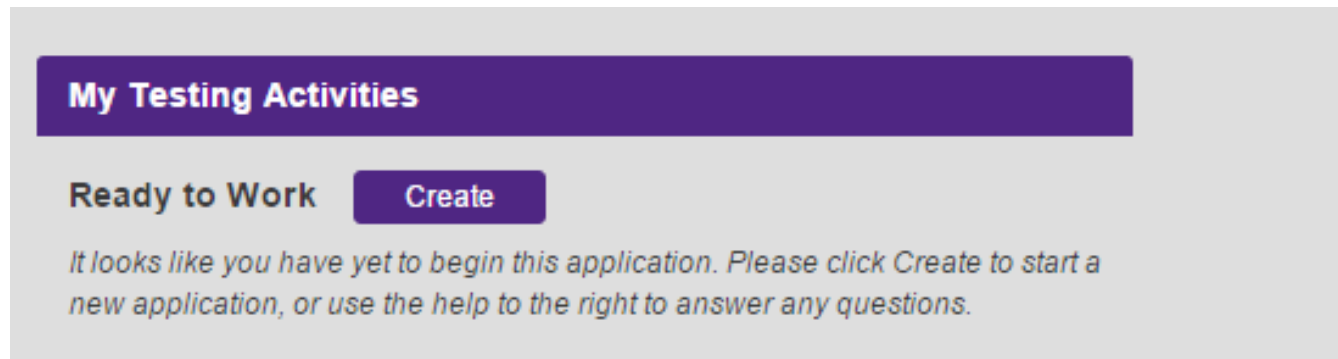 My Testing Activities
Ready to Work Create
It looks like you have yet to begin this application. Please click Create to start a
new application, or use the help to the right to answer any questions.